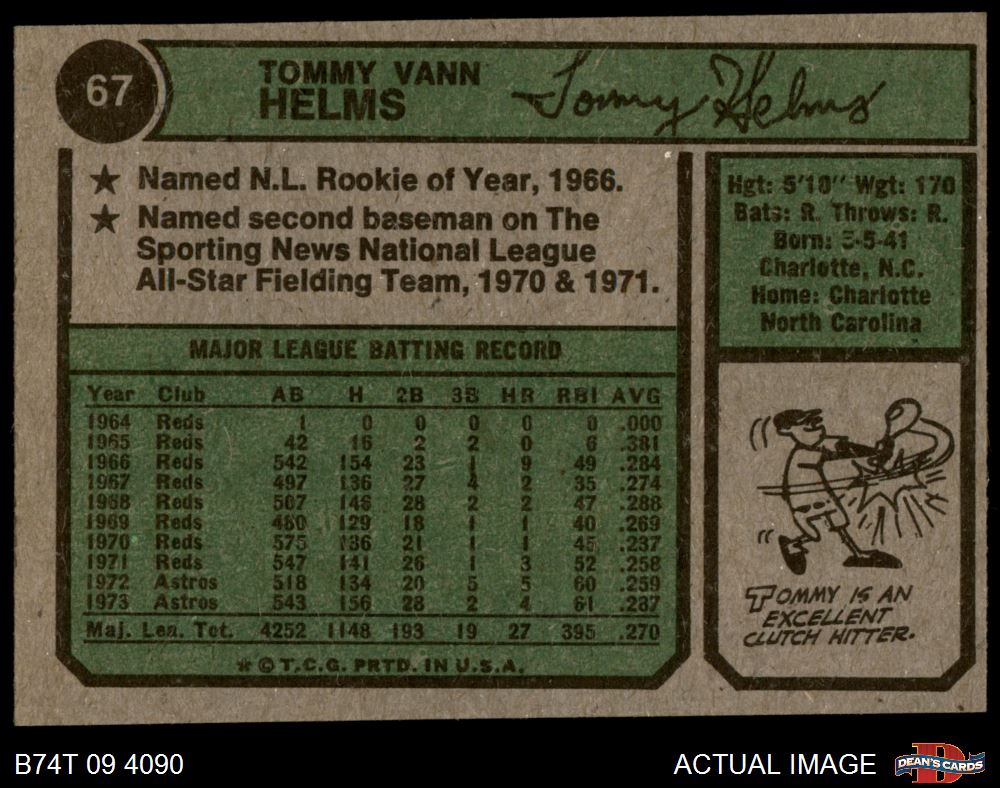 67
TOMMY VANN
HELMS
Tommy Helms
★ Named N.L. Rookie of Year, 1966.
★ Named second baseman on The
Sporting News National League
All-Star Fielding Team, 1970 & 1971.
Hgt: 5'10" Wgt: 170
Bats: R. Throws: R.
Born: 5-5-41
Charlotte, N.C.
Home: Charlotte
North Carolina
MAJOR LEAGUE BATTING RECORD
Year Club AB H 2B 3B HR RBI AVG
1964 Reds 1 0 0 0 0 0 .000
1965 Reds 42 16 2 2 0 6 .381
1966 Reds 542 154 23 1 9 49 .284
1967 Reds 497 136 27 4 2 35 .274
1968 Reds 507 146 28 2 2 47 .288
1969 Reds 480 129 18 1 1 40 .269
1970 Reds 575 136 21 1 1 45 .237
1971 Reds 547 141 26 1 3 52 .258
1972 Astros 518 134 20 5 5 60 .259
1973 Astros 543 156 28 2 4 61 .287
Maj. Lea. Tot. 4252 1148 193 19 27 395 .270
★ © T.C.G. PRTD. IN U.S.A.
TOMMY IS AN
EXCELLENT
CLUTCH HITTER.
B74T 09 4090
ACTUAL IMAGE
DEAN'S CARDS